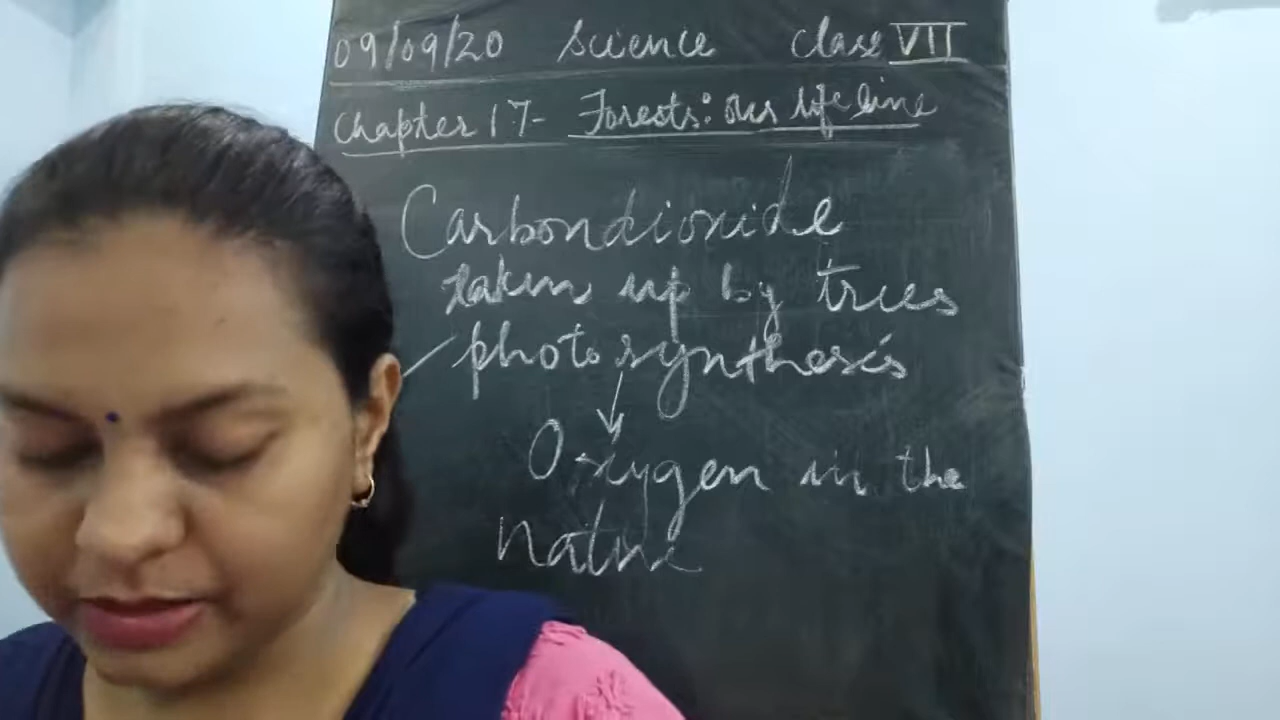 09/09/20 Science Class VII
Chapter 17- Forests: Our life line
Carbondioxide
taken up by trees
photosynthesis
Oxygen in the
nature